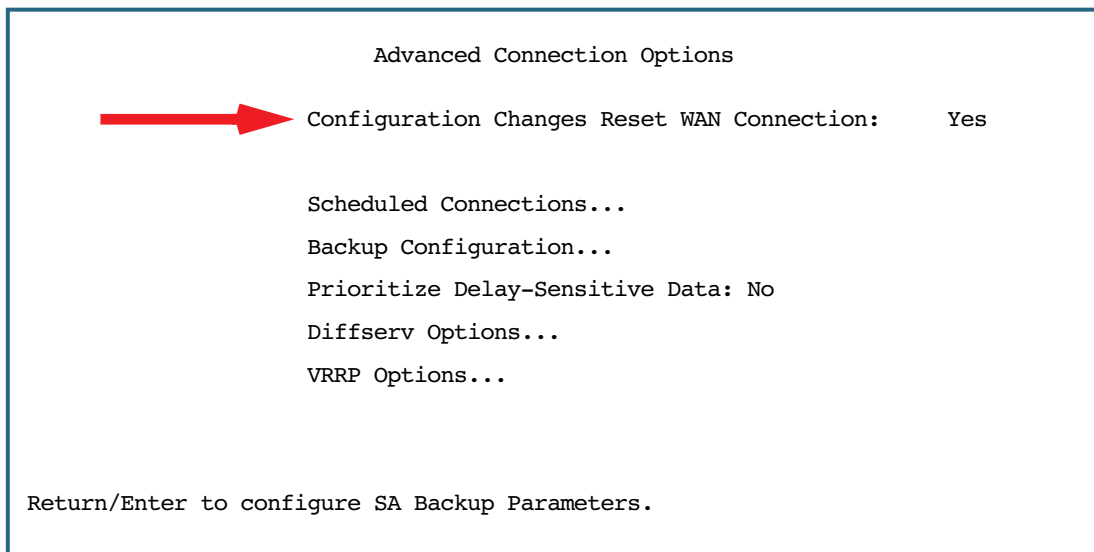 Advanced Connection Options
Configuration Changes Reset WAN Connection: Yes
Scheduled Connections...
Backup Configuration...
Prioritize Delay-Sensitive Data: No
Diffserv Options...
VRRP Options...
Return/Enter to configure SA Backup Parameters.